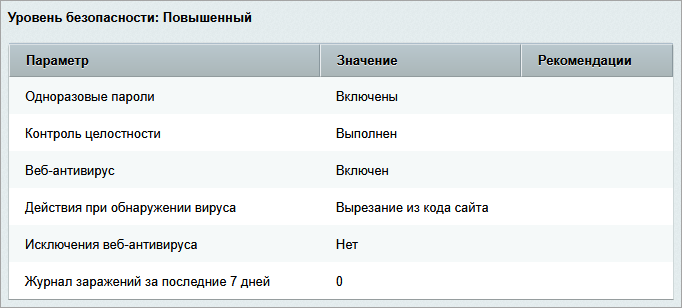 Уровень безопасности: Повышенный
Параметр Значение Рекомендации
Одноразовые пароли Включены
Контроль целостности Выполнен
Веб-антивирус Включен
Действия при обнаружении вируса Вырезание из кода сайта
Исключения веб-антивируса Нет
Журнал заражений за последние 7 дней 0